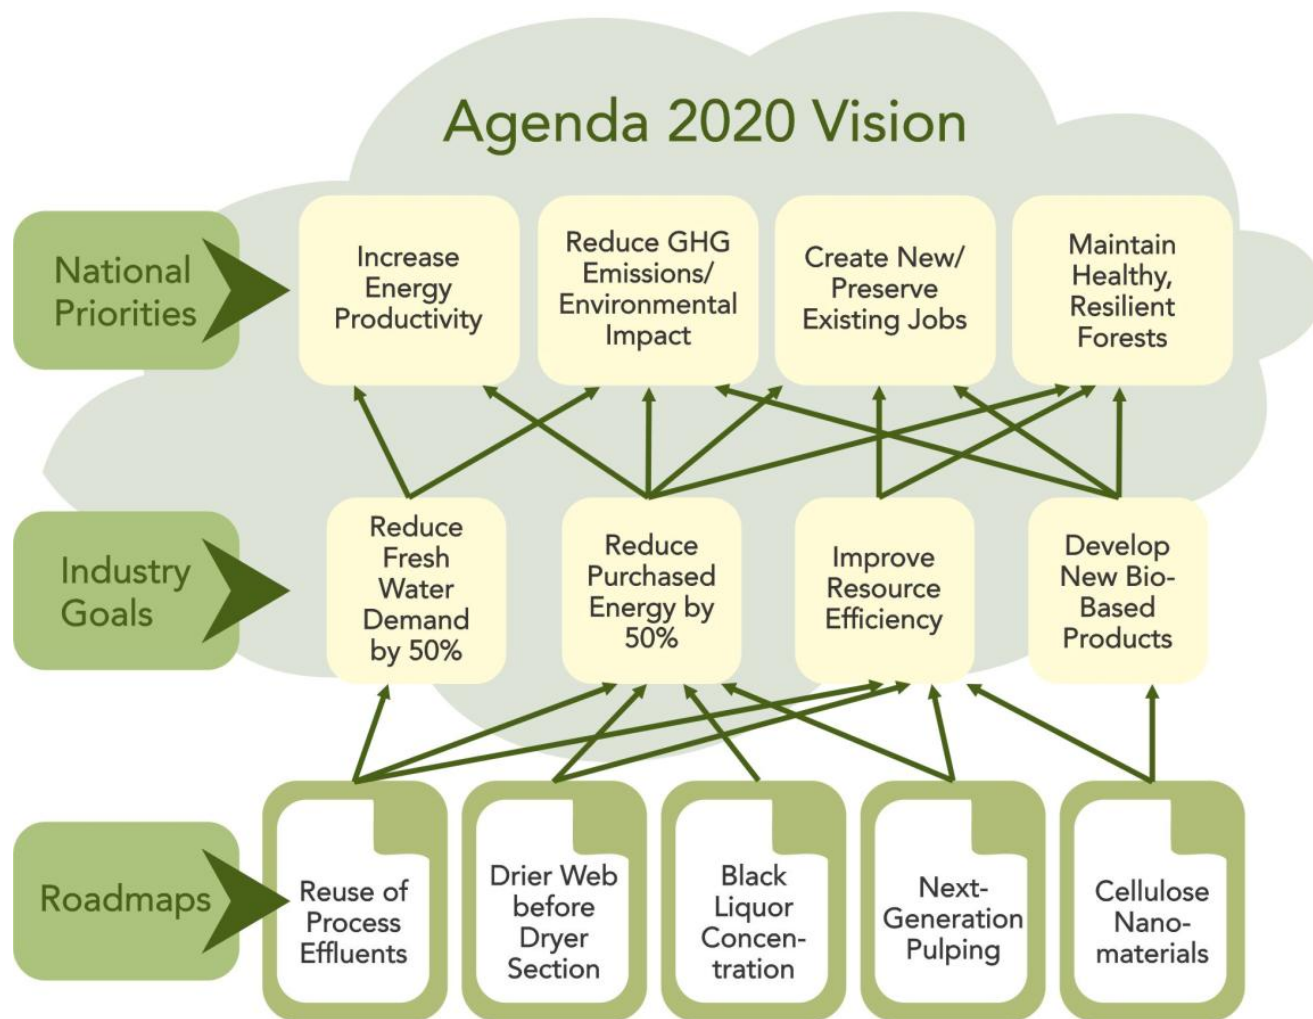 Agenda 2020 Vision
National
Priorities
Increase
Energy
Productivity
Reduce GHG
Emissions/
Environmental
Impact
Create New/
Preserve
Existing Jobs
Maintain
Healthy,
Resilient
Forests
Industry
Goals
Reduce
Fresh
Water
Demand
by 50%
Reduce
Purchased
Energy by
50%
Improve
Resource
Efficiency
Develop
New Bio-
Based
Products
Roadmaps
Reuse of
Process
Effluents
Drier Web
before
Dryer
Section
Black
Liquor
Concen-
tration
Next-
Generation
Pulping
Cellulose
Nano-
materials